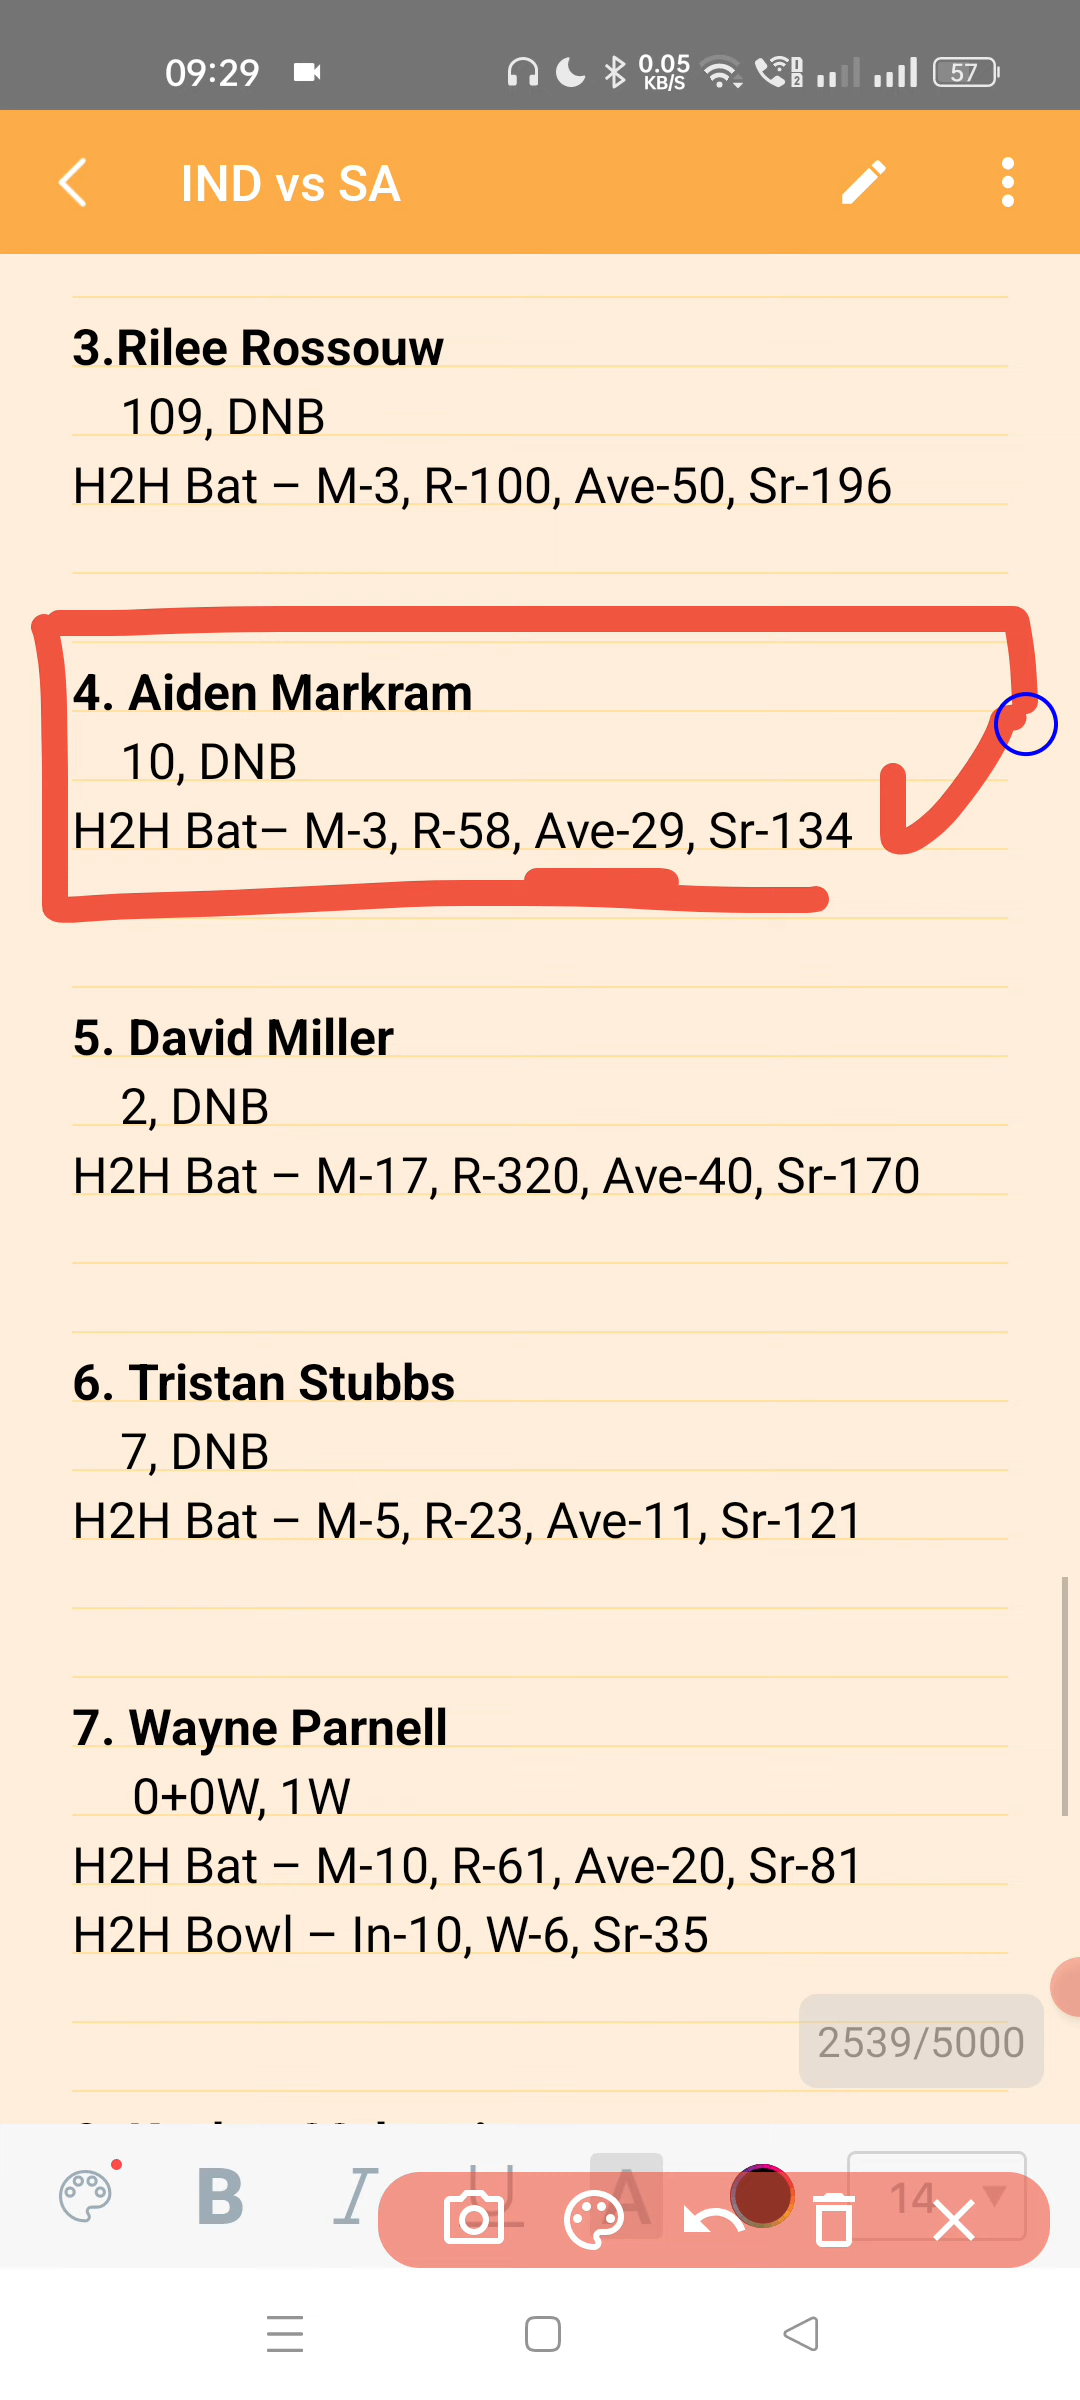 09:29
0.05
KB/S
57
IND vs SA
3.Rilee Rossouw
109, DNB
H2H Bat – M-3, R-100, Ave-50, Sr-196
4. Aiden Markram
10, DNB
H2H Bat– M-3, R-58, Ave-29, Sr-134
5. David Miller
2, DNB
H2H Bat – M-17, R-320, Ave-40, Sr-170
6. Tristan Stubbs
7, DNB
H2H Bat – M-5, R-23, Ave-11, Sr-121
7. Wayne Parnell
0+0W, 1W
H2H Bat – M-10, R-61, Ave-20, Sr-81
H2H Bowl – In-10, W-6, Sr-35
2539/5000
B I U A 14